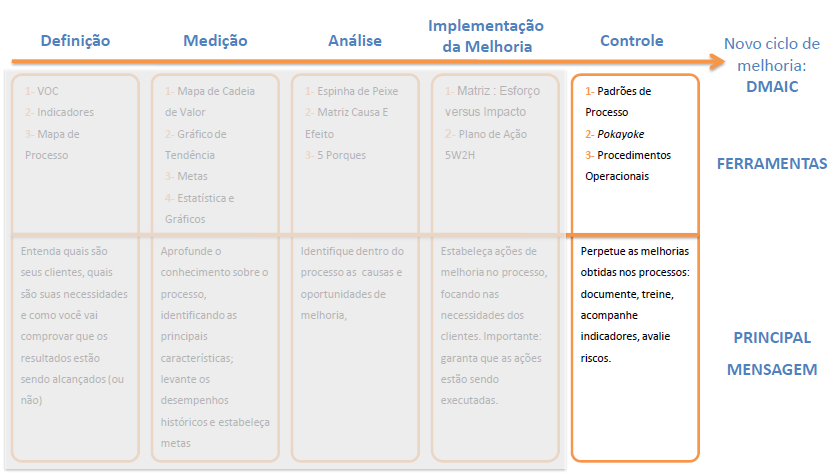 Definição
Medição
Análise
Implementação
da Melhoria
Controle
Novo ciclo de
melhoria:
DMAIC
1- VOC
2- Indicadores
3- Mapa de
Processo
1- Mapa de Cadeia
de Valor
2- Gráfico de
Tendência
3- Metas
4- Estatística e
Gráficos
1- Espinha de Peixe
2- Matriz Causa E
Efeito
3- 5 Porques
1- Matriz : Esforço
versus Impacto
2- Plano de Ação
5W2H
1- Padrões de
Processo
2- Pokayoke
3- Procedimentos
Operacionais
FERRAMENTAS
Entenda quais são
seus clientes, quais
são suas necessidades
e como você vai
comprovar que os
resultados estão
sendo alcançados (ou
não)
Aprofunde o
conhecimento sobre o
processo,
identificando as
principais
características;
levante os
desempenhos
históricos e estabeleça
metas
Identifique dentro do
processo as causas e
oportunidades de
melhoria,
Estabeleça ações de
melhoria no processo,
focando nas
necessidades dos
clientes. Importante:
garanta que as ações
estão sendo
executadas.
Perpetue as melhorias
obtidas nos processos:
documente, treine,
acompanhe
indicadores, avalie
riscos.
PRINCIPAL
MENSAGEM